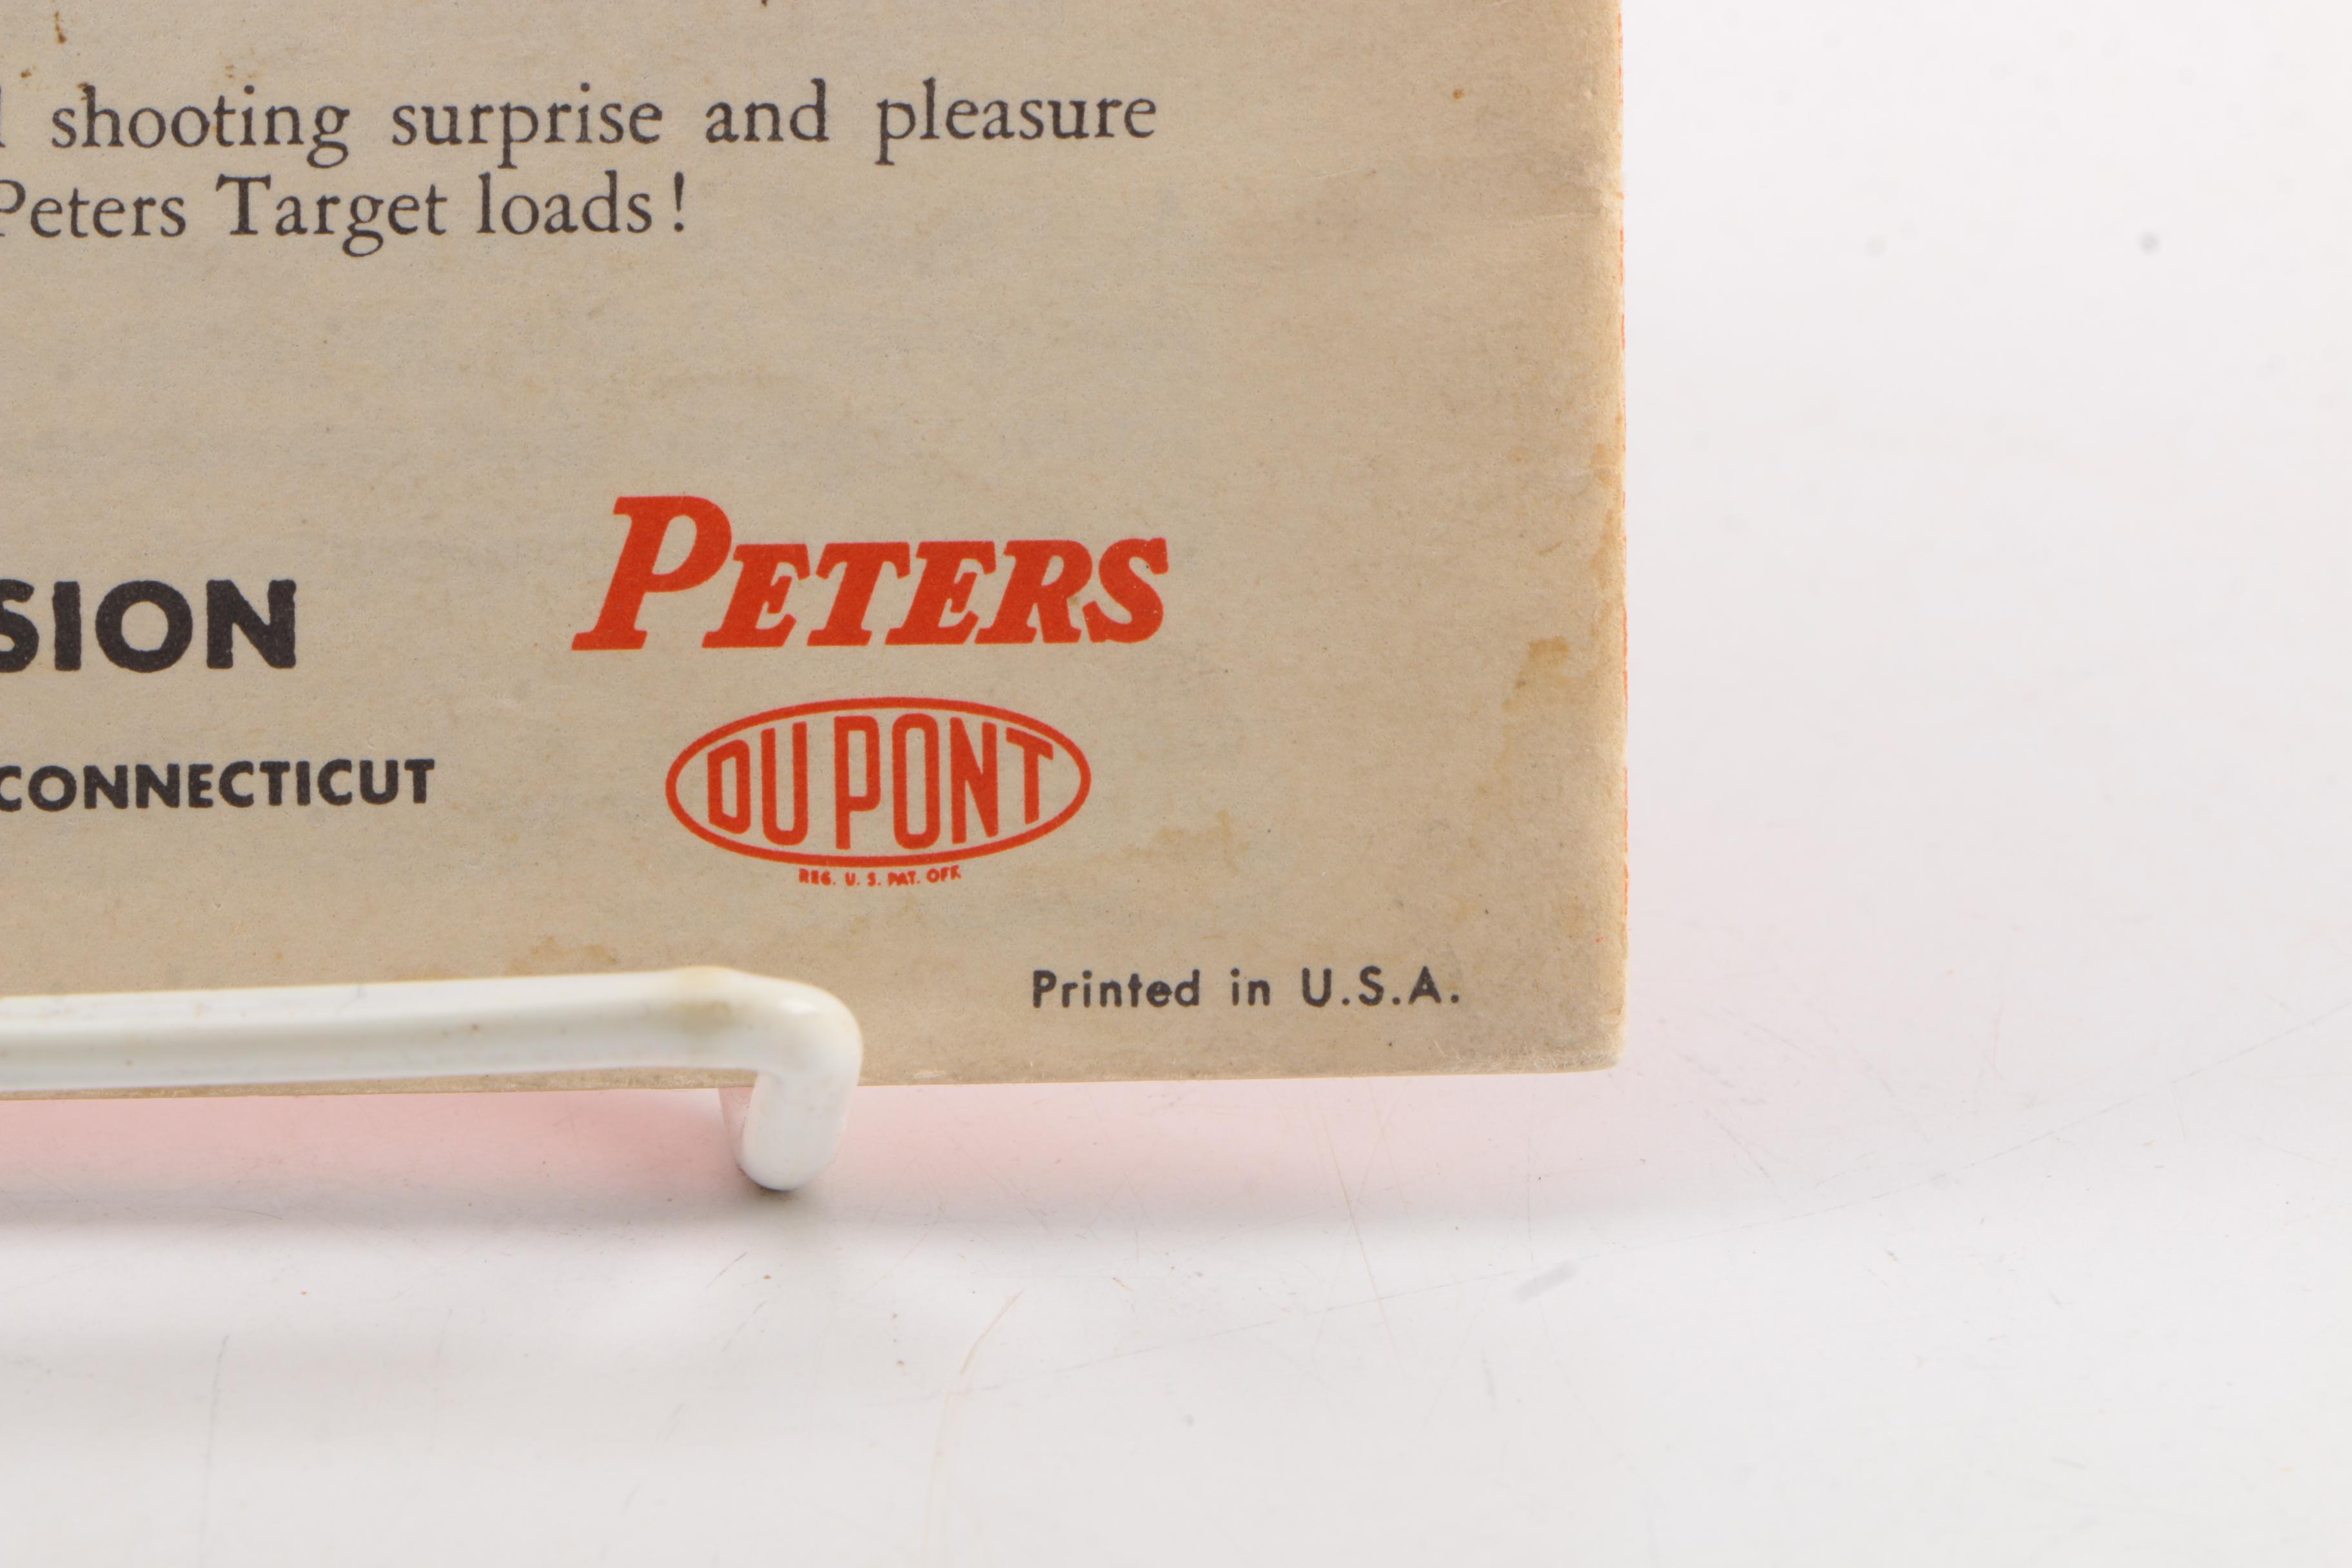 shooting surprise and pleasure
Peters Target loads!
PETERS
SION
DU PONT
CONNECTICUT
REG. U. S. PAT. OFF.
Printed in U.S.A.